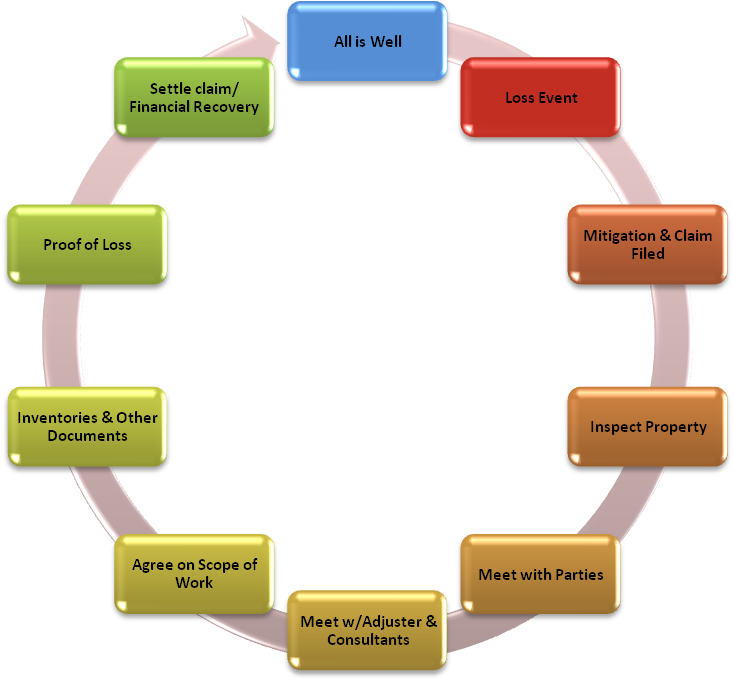 All is Well
Loss Event
Mitigation & Claim
Filed
Inspect Property
Meet with Parties
Meet w/Adjuster &
Consultants
Agree on Scope of
Work
Inventories & Other
Documents
Proof of Loss
Settle claim/
Financial Recovery